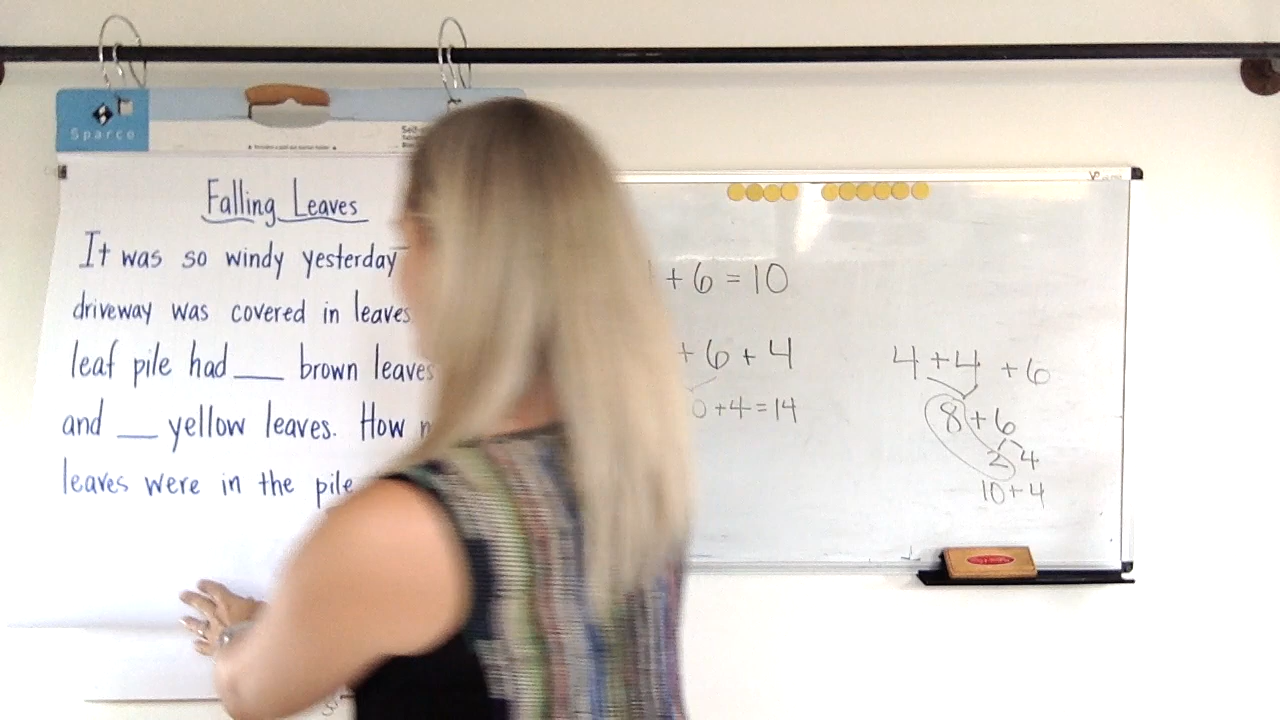 Sparco
Falling Leaves
It was so windy yesterday
driveway was covered in leaves
leaf pile had ___ brown leaves
and ___ yellow leaves. How
leaves were in the pile
+ 6 = 10
+ 6 + 4
+4=14
4 + 4 + 6
8 + 6
2 4
10 + 4